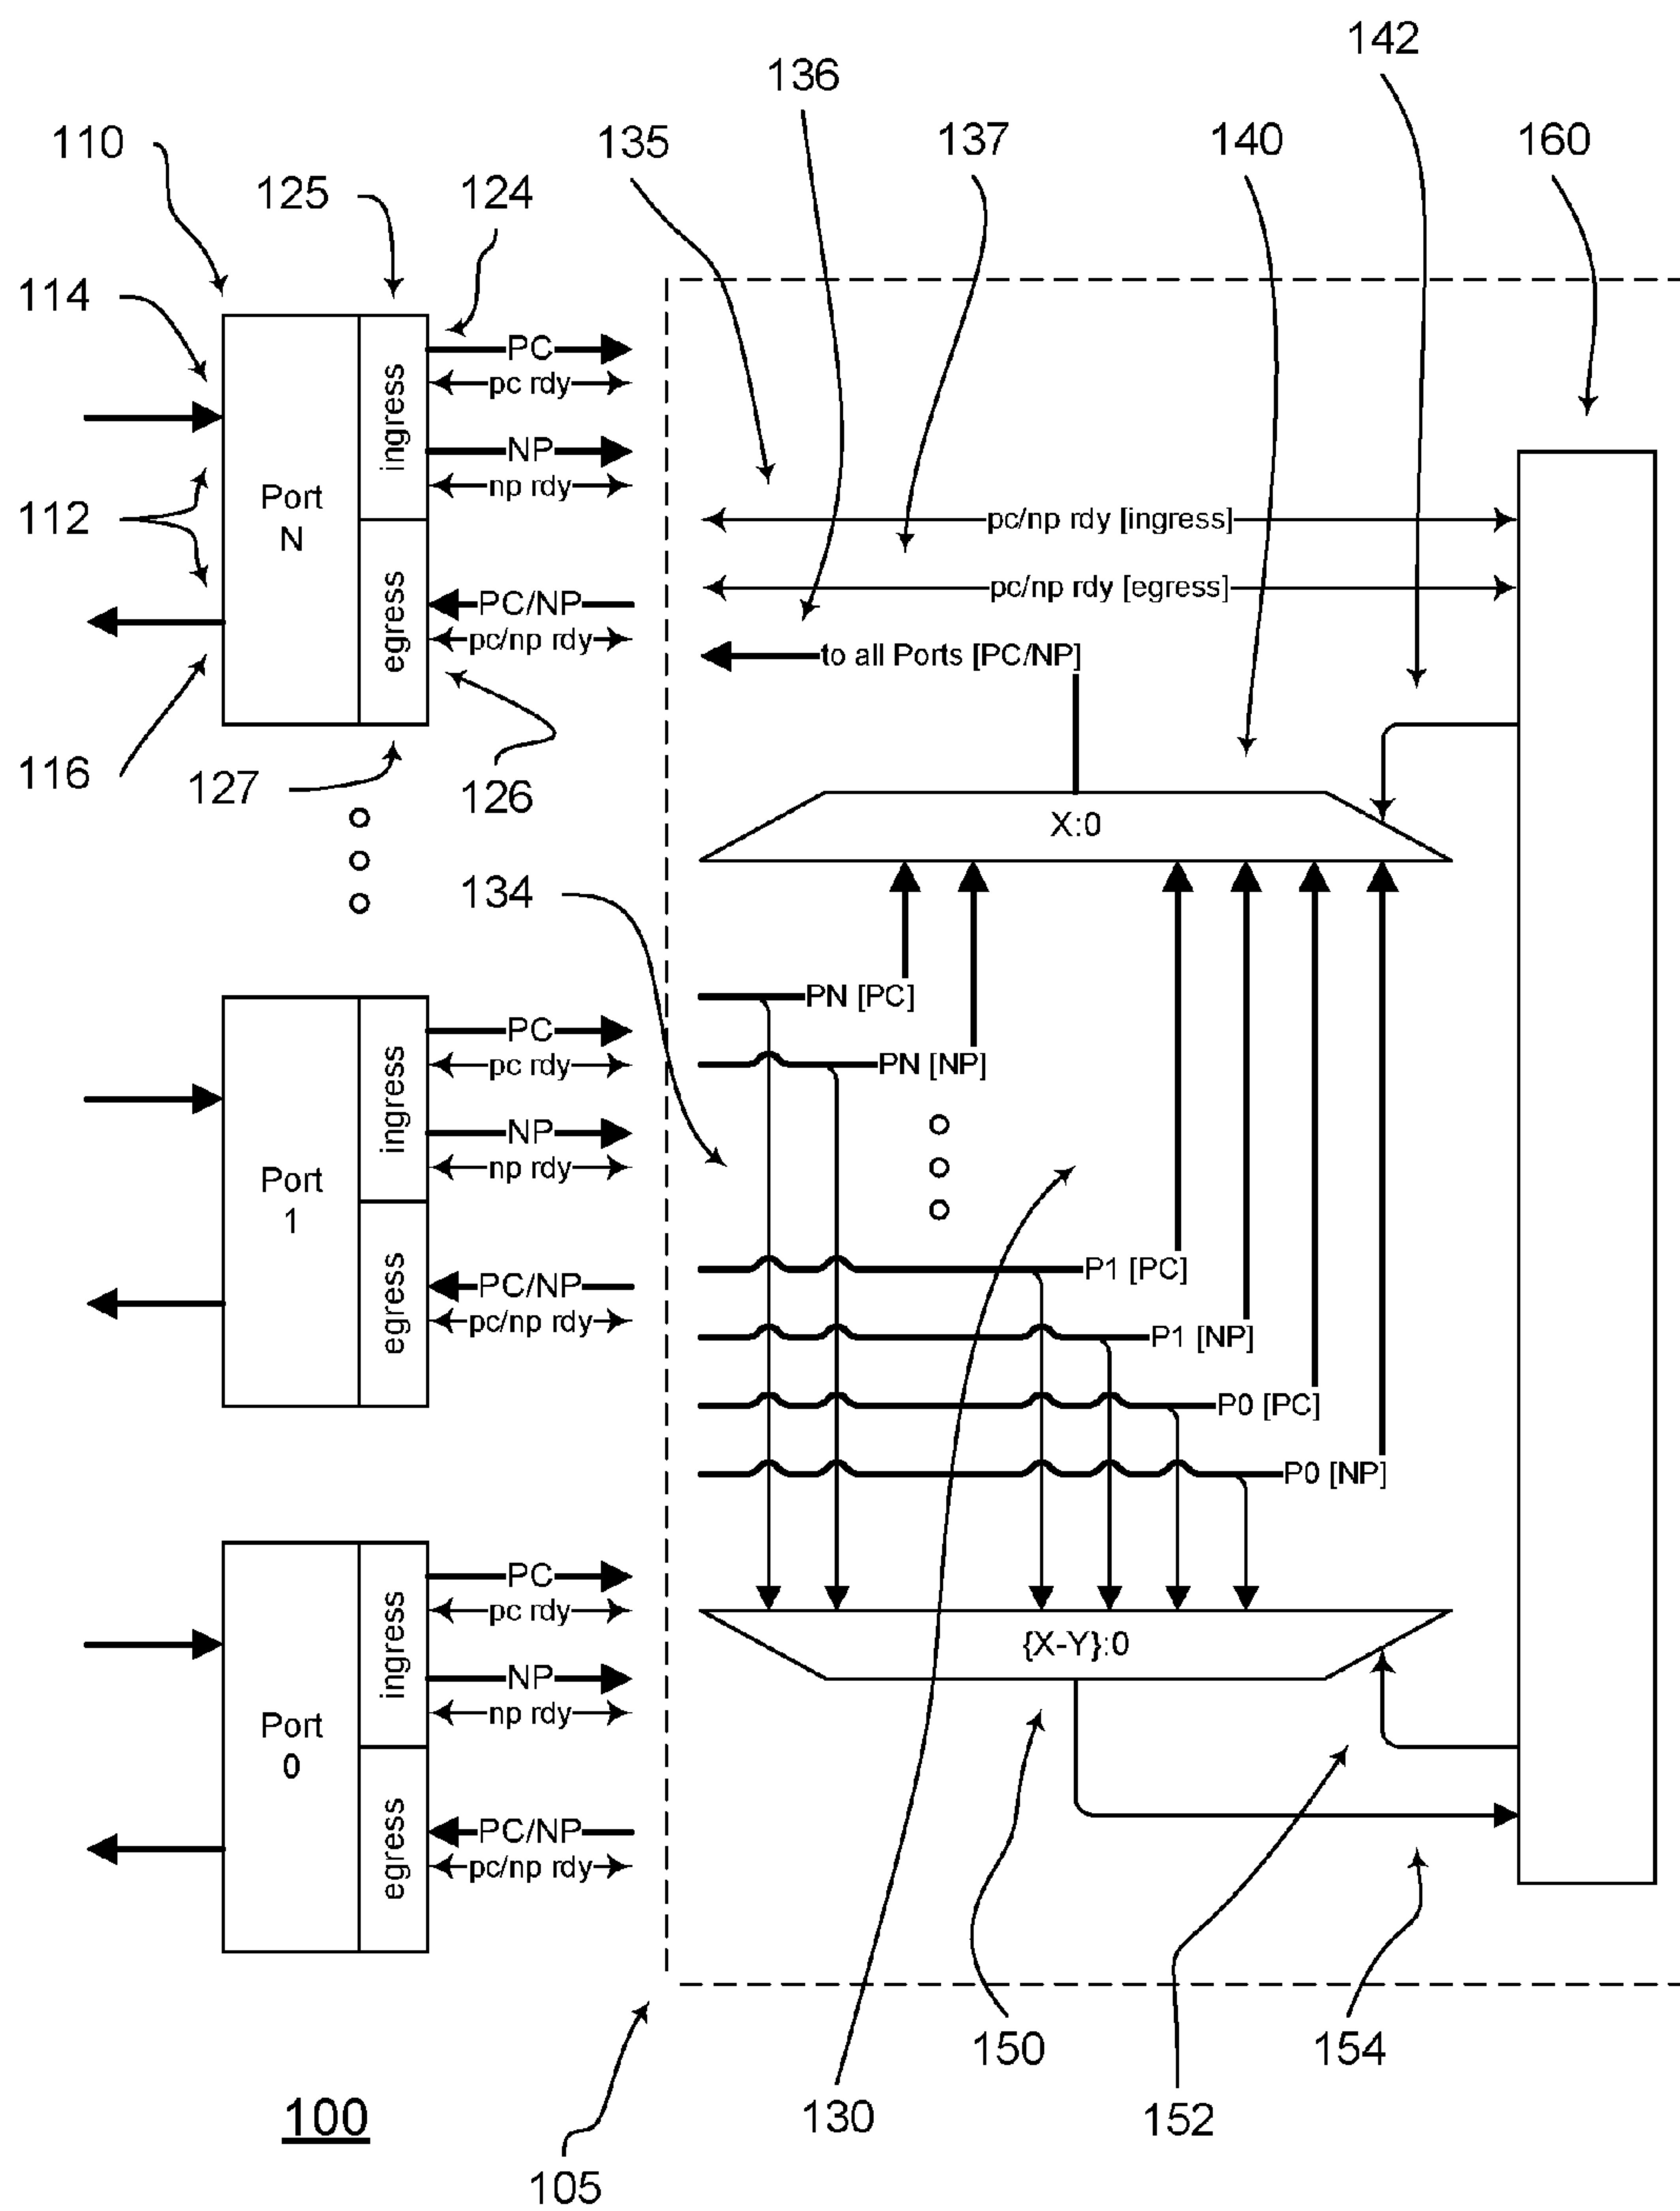 142
136
110
135
137
140
160
125
124
114
PC
pc rdy
ingress
NP
np rdy
Port
N
112
pc/np rdy [ingress]
egress
PC/NP
pc/np rdy
pc/np rdy [egress]
to all Ports [PC/NP]
116
127
126
X:0
134
PN [PC]
PN [NP]
PC
pc rdy
ingress
NP
np rdy
Port
1
egress
PC/NP
pc/np rdy
P1 [PC]
P1 [NP]
P0 [PC]
P0 [NP]
PC
pc rdy
ingress
NP
np rdy
Port
0
egress
PC/NP
pc/np rdy
{X-Y}:0
150
154
100
130
152
105